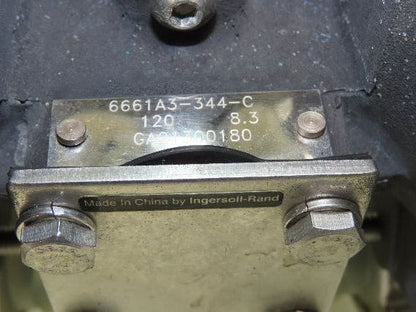 6661A3-344-C
120 8.3
Made in China by Ingersoll-Rand